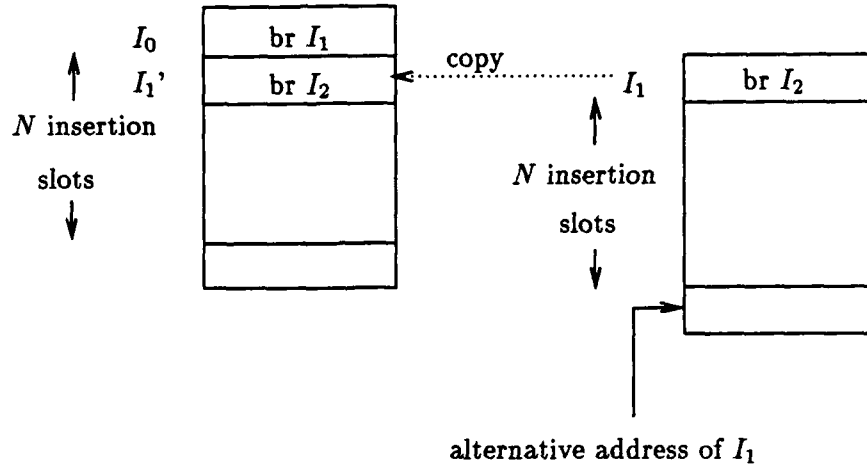 I₀ br I₁
I₁’ br I₂ copy I₁ br I₂
N insertion
slots
N insertion
slots
alternative address of I₁